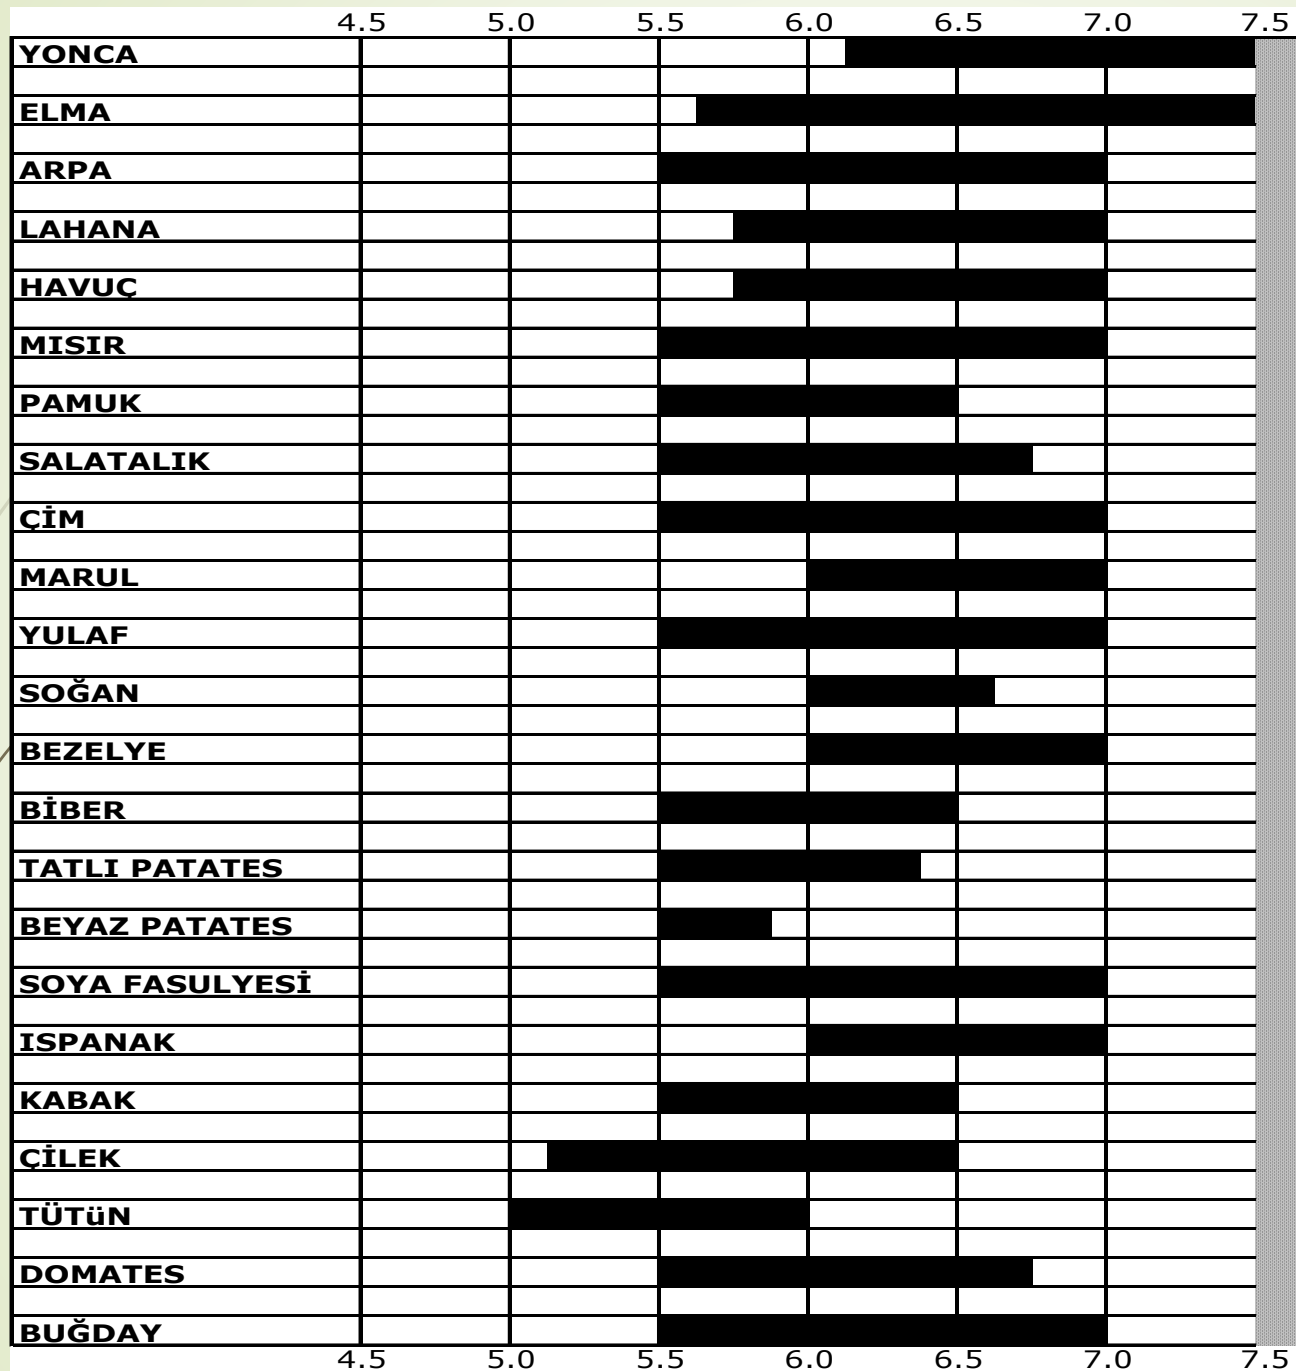 4.5 5.0 5.5 6.0 6.5 7.0 7.5
YONCA
ELMA
ARPA
LAHANA
HAVUÇ
MISIR
PAMUK
SALATALIK
ÇİM
MARUL
YULAF
SOĞAN
BEZELYE
BİBER
TATLI PATATES
BEYAZ PATATES
SOYA FASULYESİ
ISPANAK
KABAK
ÇİLEK
TÜTüN
DOMATES
BUĞDAY
4.5 5.0 5.5 6.0 6.5 7.0 7.5